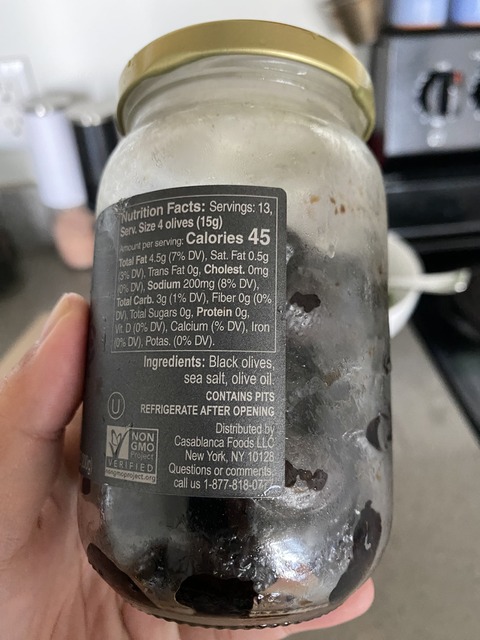 Nutrition Facts: Servings: 13,
Serv. Size 4 olives (15g)
Amount per serving: Calories 45
Total Fat 4.5g (7% DV), Sat. Fat 0.5g
(3% DV), Trans Fat 0g, Cholest. 0mg
(0% DV), Sodium 200mg (8% DV),
Total Carb. 3g (1% DV), Fiber 0g (0%
DV), Total Sugars 0g, Protein 0g,
Vit. D (0% DV), Calcium (% DV), Iron
(0% DV), Potas. (0% DV).
Ingredients: Black olives,
sea salt, olive oil.
CONTAINS PITS
REFRIGERATE AFTER OPENING
U
Distributed by
Casablanca Foods LLC
New York, NY 10128
Questions or comments,
call us 1-877-818-
NON
GMO
Project
VERIFIED
nongmoproject.org